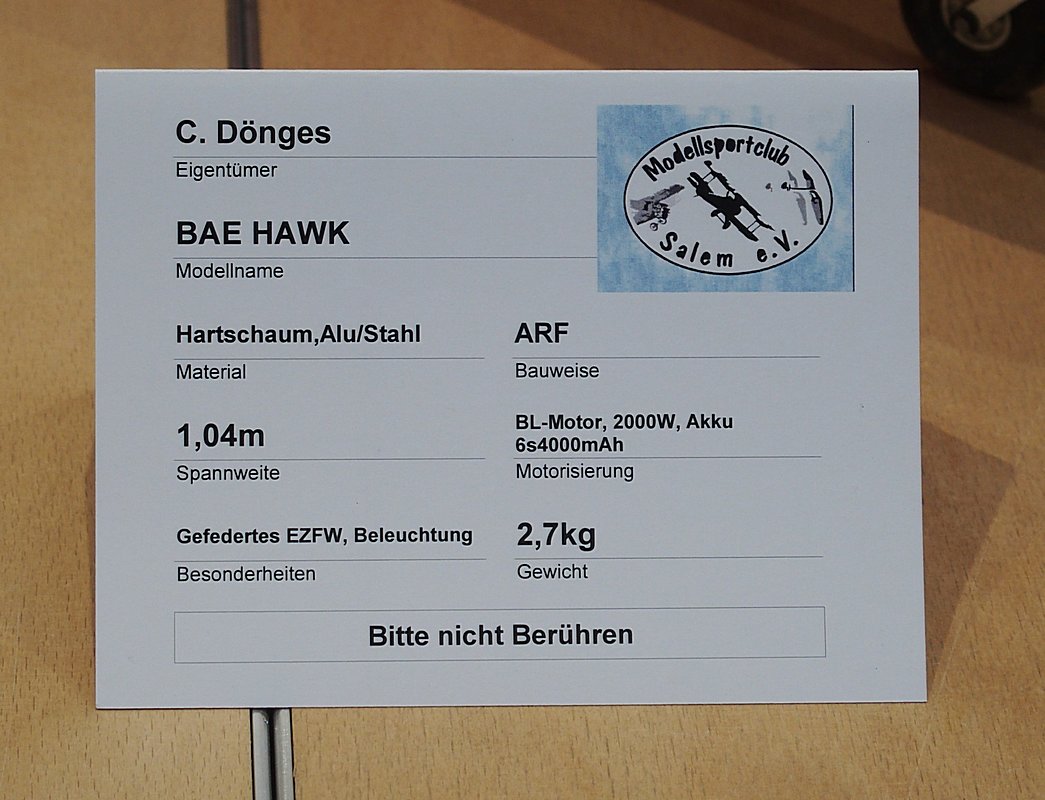 C. Dönges
Eigentümer
Modellsportclub
Salem e.V.
BAE HAWK
Modellname
Hartschaum,Alu/Stahl
Material
ARF
Bauweise
1,04m
Spannweite
BL-Motor, 2000W, Akku
6s4000mAh
Motorisierung
Gefedertes EZFW, Beleuchtung
Besonderheiten
2,7kg
Gewicht
Bitte nicht Berühren